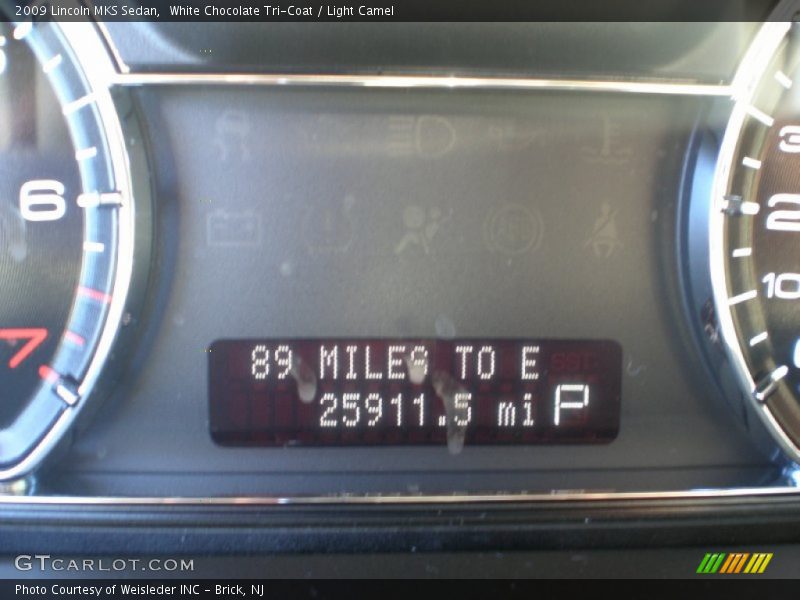 2009 Lincoln MKS Sedan,  White Chocolate Tri-Coat / Light Camel
6
7
3
2
10
89 MILES TO E
25911.5 mi P
GTCARLOT.COM
Photo Courtesy of Weisleder INC - Brick, NJ